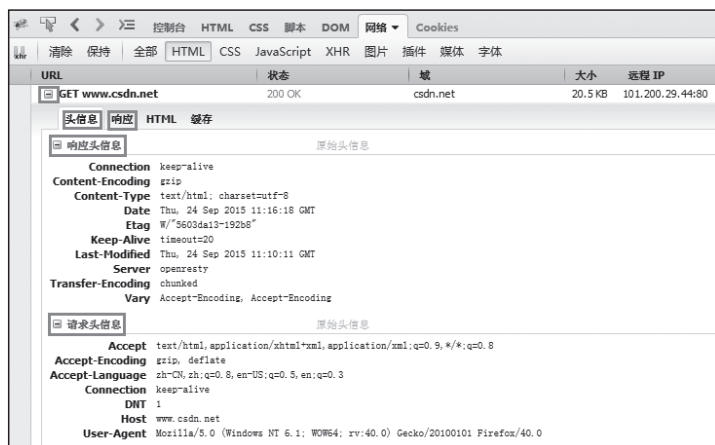 控制台 HTML CSS 脚本 DOM 网络 Cookies
xhr 清除 保持 全部 HTML CSS JavaScript XHR 图片 插件 媒体 字体
URL 状态 域 大小 远程 IP
GET www.csdn.net 200 OK csdn.net 20.5 KB 101.200.29.44:80
头信息 响应 HTML 缓存
响应头信息 原始头信息
Connection keep-alive
Content-Encoding gzip
Content-Type text/html; charset=utf-8
Date Thu, 24 Sep 2015 11:16:18 GMT
Etag W/"5603da13-192b8"
Keep-Alive timeout=20
Last-Modified Thu, 24 Sep 2015 11:10:11 GMT
Server openresty
Transfer-Encoding chunked
Vary Accept-Encoding, Accept-Encoding
请求头信息 原始头信息
Accept text/html,application/xhtml+xml,application/xml;q=0.9,*/*;q=0.8
Accept-Encoding gzip, deflate
Accept-Language zh-CN,zh;q=0.8,en-US;q=0.5,en;q=0.3
Connection keep-alive
DNT 1
Host www.csdn.net
User-Agent Mozilla/5.0 (Windows NT 6.1; WOW64; rv:40.0) Gecko/20100101 Firefox/40.0